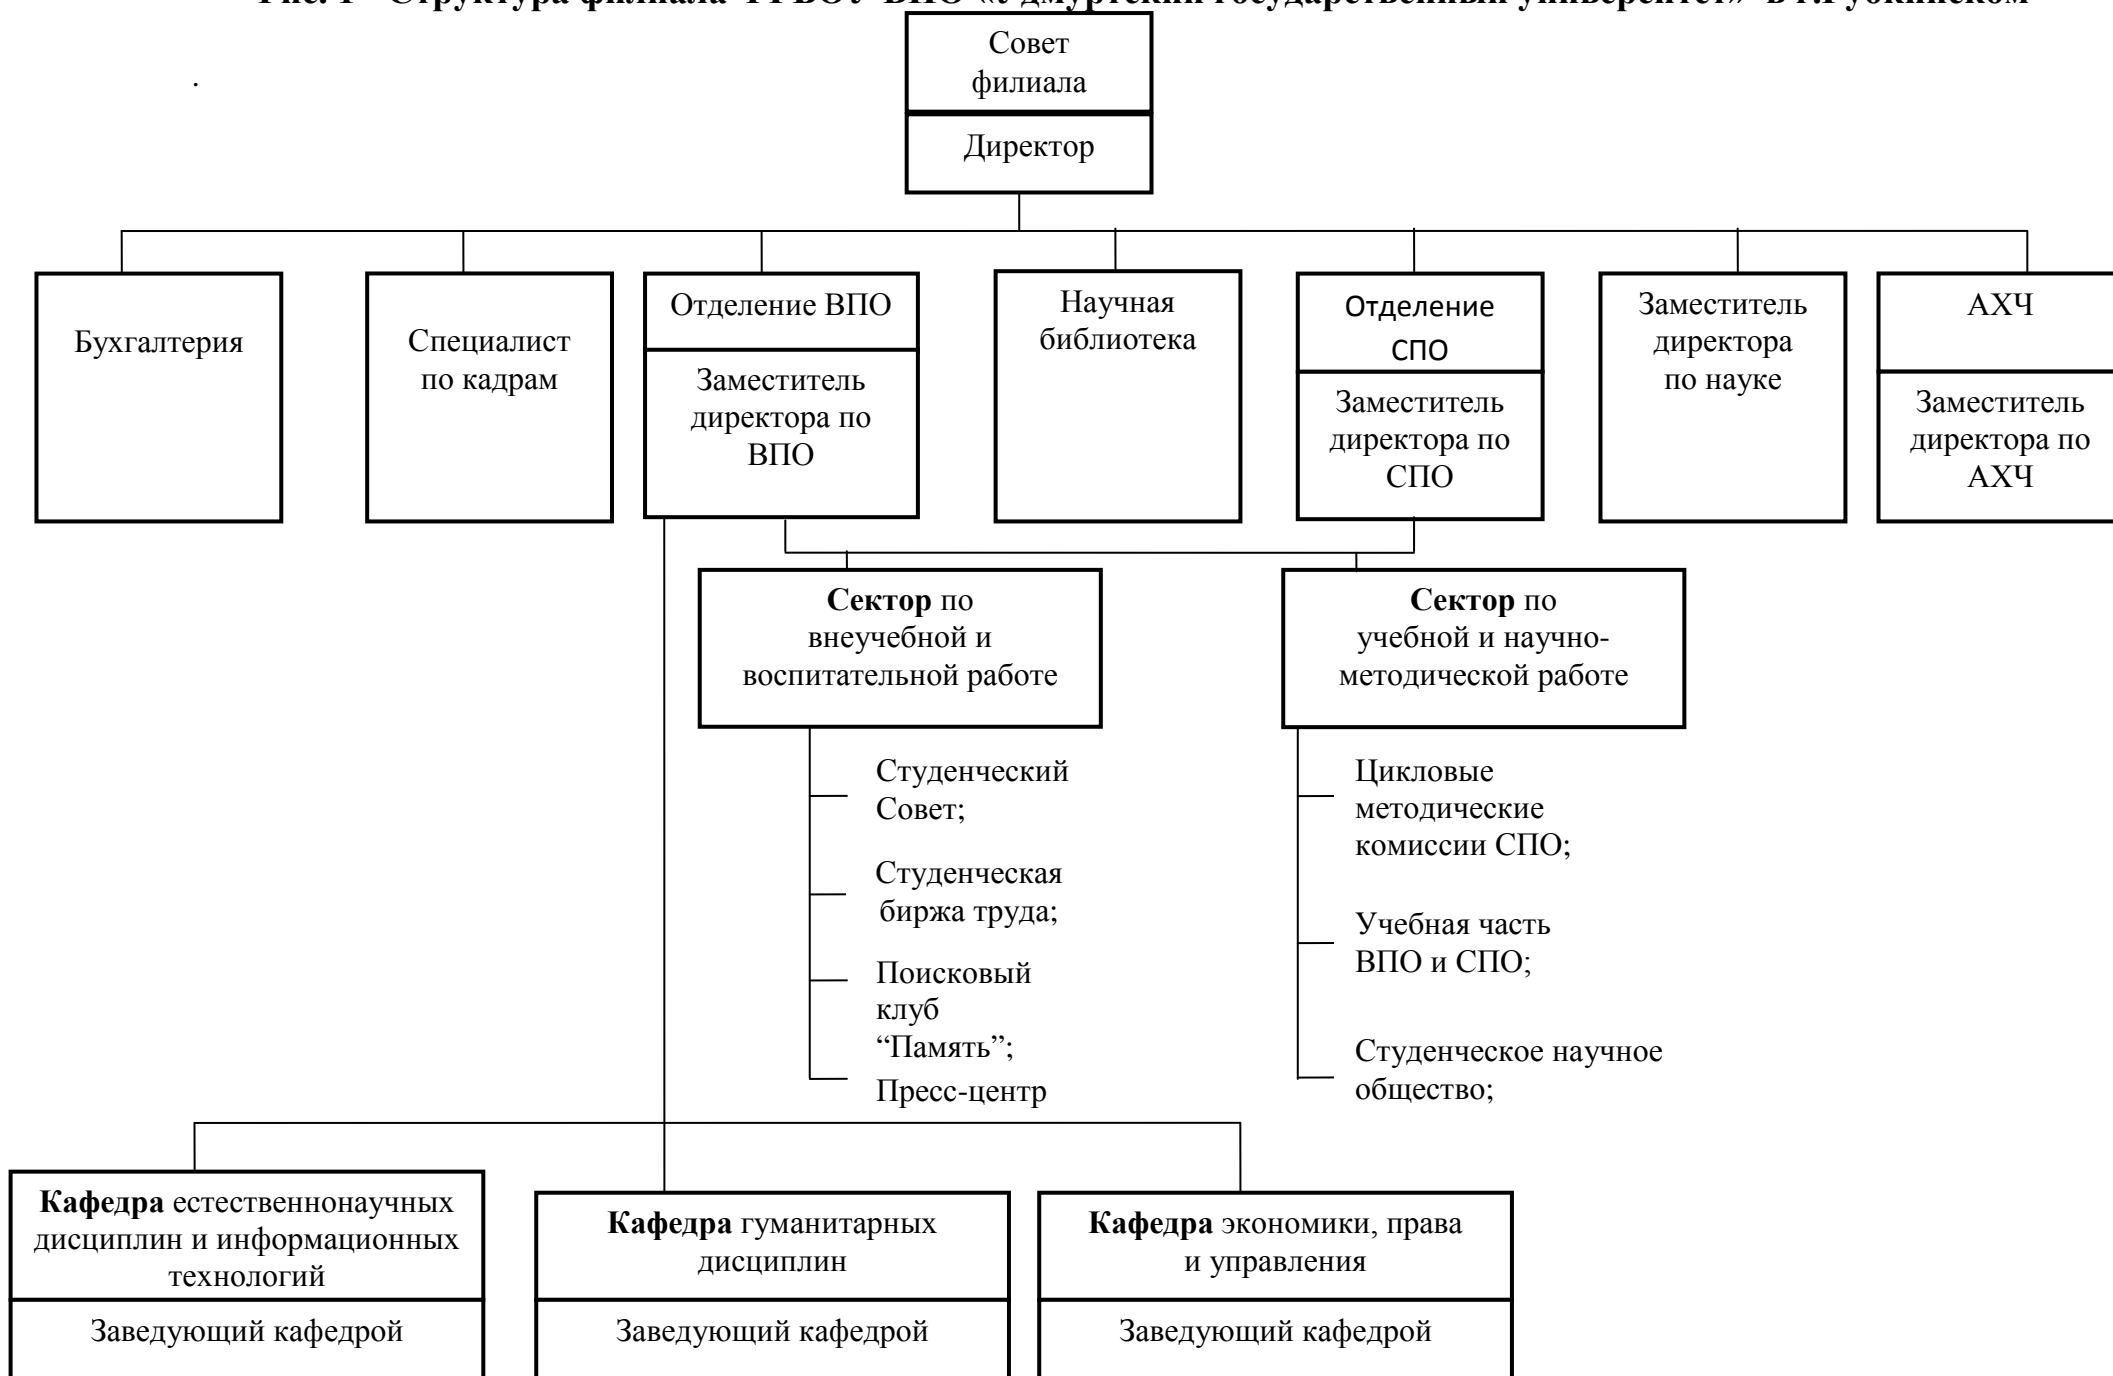 Совет
филиала
.
Директор
Бухгалтерия
Специалист
по кадрам
Отделение ВПО
Заместитель
директора по
ВПО
Научная
библиотека
Отделение
СПО
Заместитель
директора по
СПО
Заместитель
директора
по науке
АХЧ
Заместитель
директора по
АХЧ
Сектор по
внеучебной и
воспитательной работе
Сектор по
учебной и научно-
методической работе
Студенческий
Совет;
Студенческая
биржа труда;
Поисковый
клуб
“Память”;
Пресс-центр
Цикловые
методические
комиссии СПО;
Учебная часть
ВПО и СПО;
Студенческое научное
общество;
Кафедра естественнонаучных
дисциплин и информационных
технологий
Заведующий кафедрой
Кафедра гуманитарных
дисциплин
Заведующий кафедрой
Кафедра экономики, права
и управления
Заведующий кафедрой